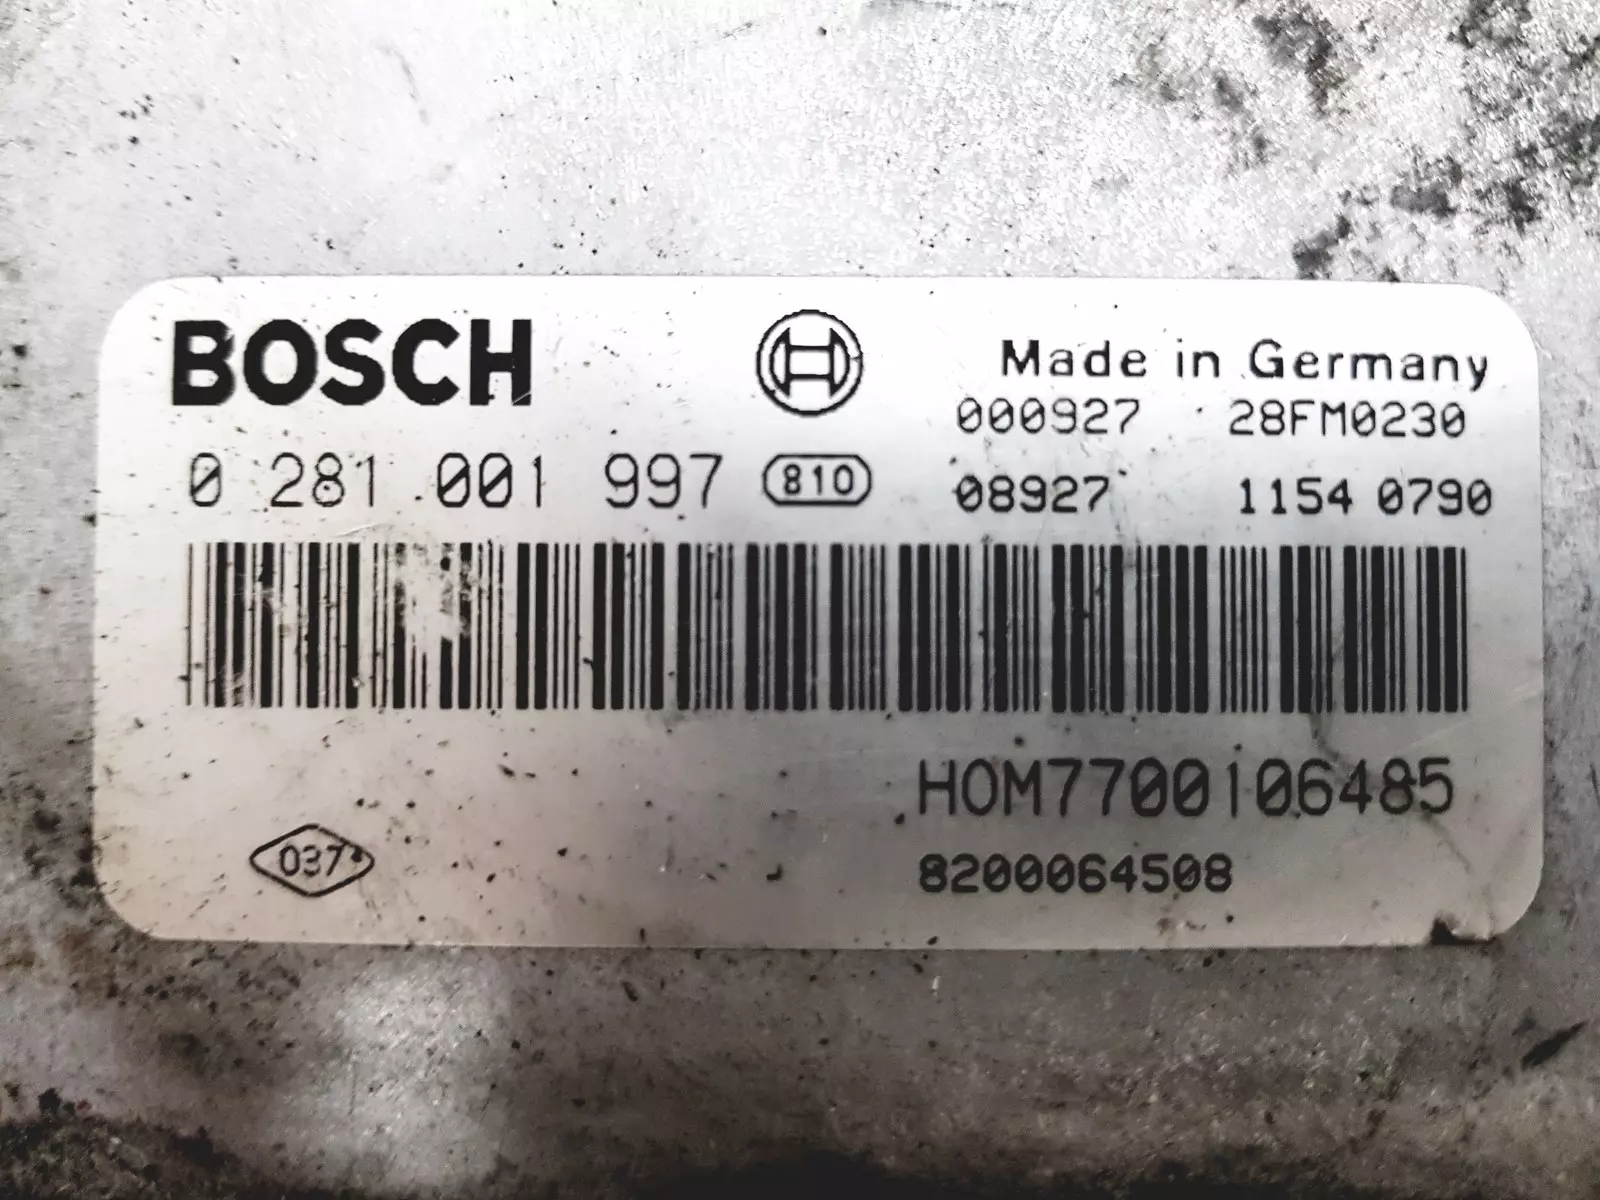 BOSCH
Made in Germany
000927 28FM0230
0 281 001 997 810
08927 1154 0790
HOM7700106485
037
8200064508